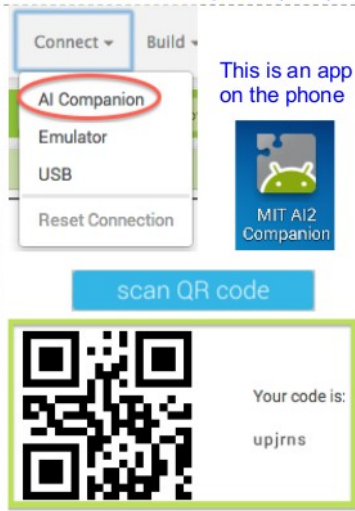 Connect Build
This is an app
on the phone
AI Companion
Emulator
USB
Reset Connection
MIT AI2
Companion
scan QR code
Your code is:
upjrns